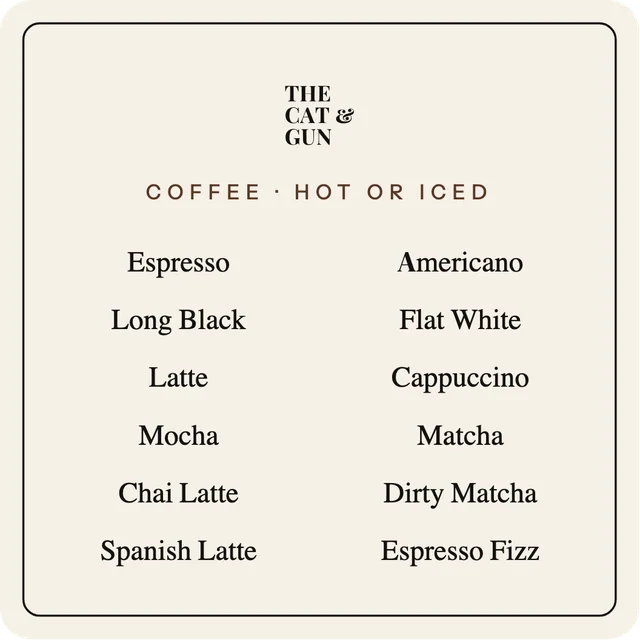 THE
CAT &
GUN
COFFEE · HOT OR ICED
Espresso
Americano
Long Black
Flat White
Latte
Cappuccino
Mocha
Matcha
Chai Latte
Dirty Matcha
Spanish Latte
Espresso Fizz